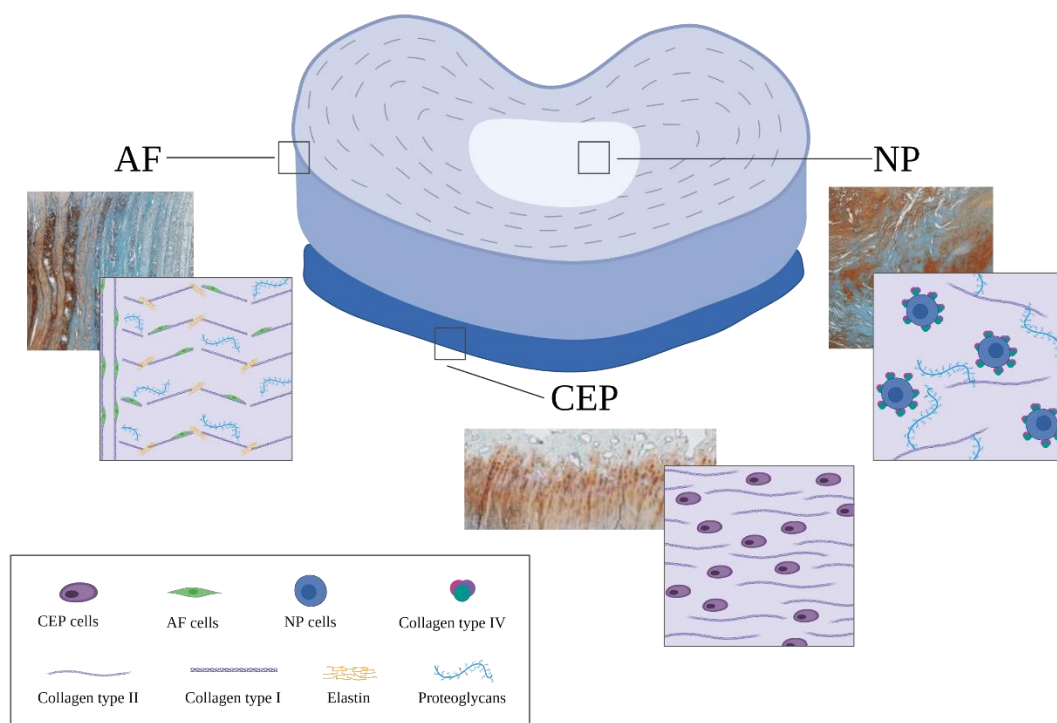 AF
NP
CEP
CEP cells
AF cells
NP cells
Collagen type IV
Collagen type II
Collagen type I
Elastin
Proteoglycans